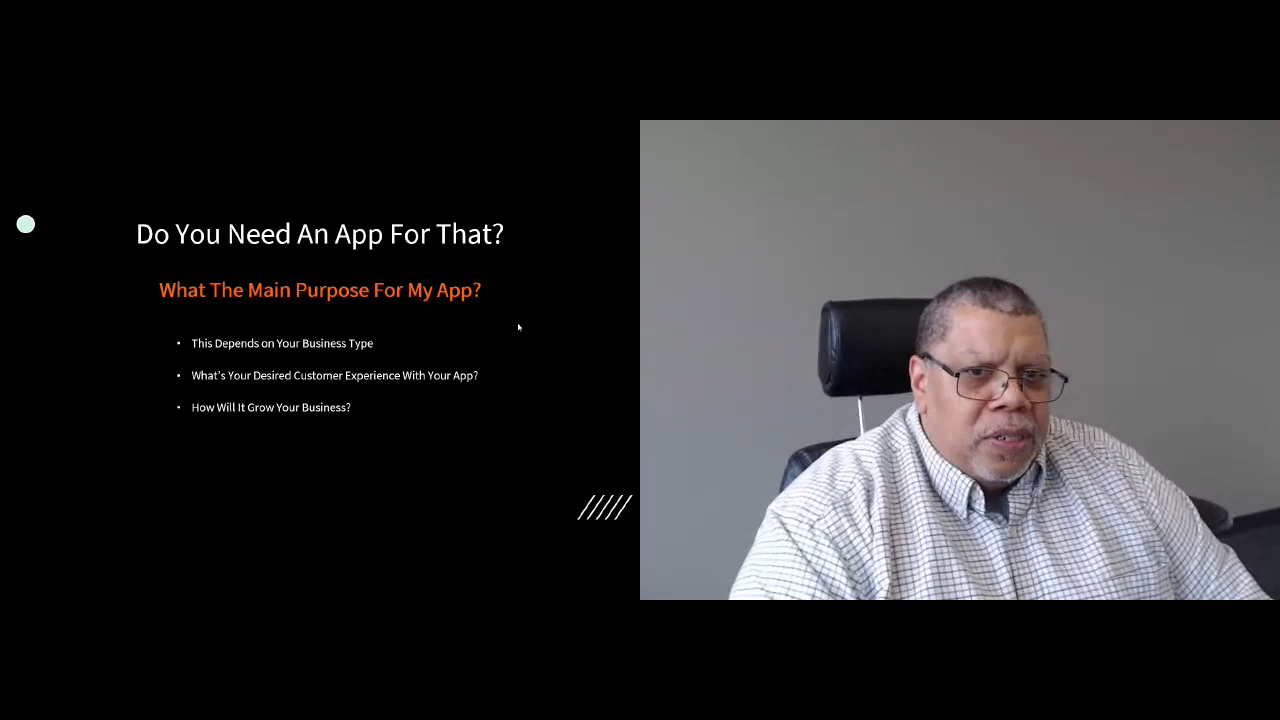 Do You Need An App For That?
What The Main Purpose For My App?
• This Depends on Your Business Type
• What's Your Desired Customer Experience With Your App?
• How Will It Grow Your Business?